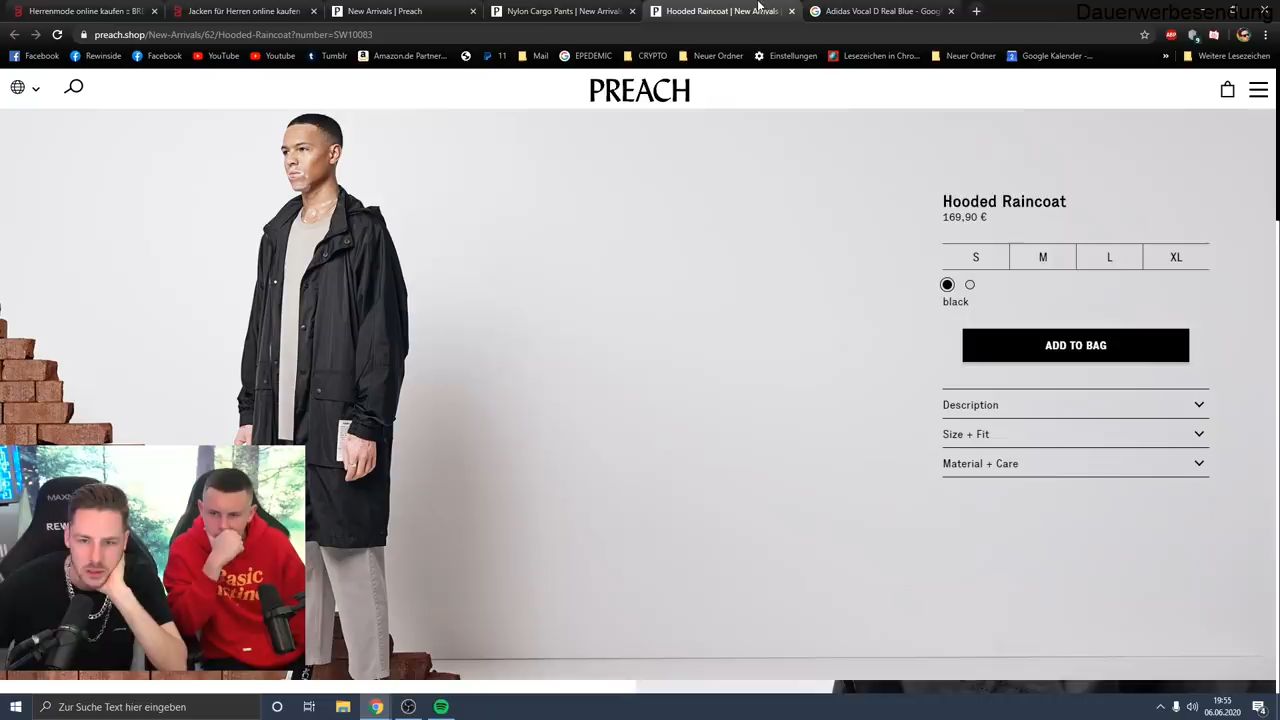 Dauerwerbesendung
Herrenmode online kaufen :: BRE
Jacken für Herren online kaufen
New Arrivals | Preach
Nylon Cargo Pants | New Arrivals
Hooded Raincoat | New Arrivals |
Adidas Vocal D Real Blue - Goog
preach.shop/New-Arrivals/62/Hooded-Raincoat?number=SW10083
Facebook
Rewinside
Facebook
YouTube
Youtube
Tumblr
Amazon.de Partner...
11
Mail
EPEDEMIC
CRYPTO
Neuer Ordner
Einstellungen
Lesezeichen in Chro...
Neuer Ordner
Google Kalender -...
Weitere Lesezeichen
PREACH
Hooded Raincoat
169,90 €
S M L XL
black
ADD TO BAG
Description
Size + Fit
Material + Care
MAXN
REW
Basic
Zur Suche Text hier eingeben
19:55
06.06.2020